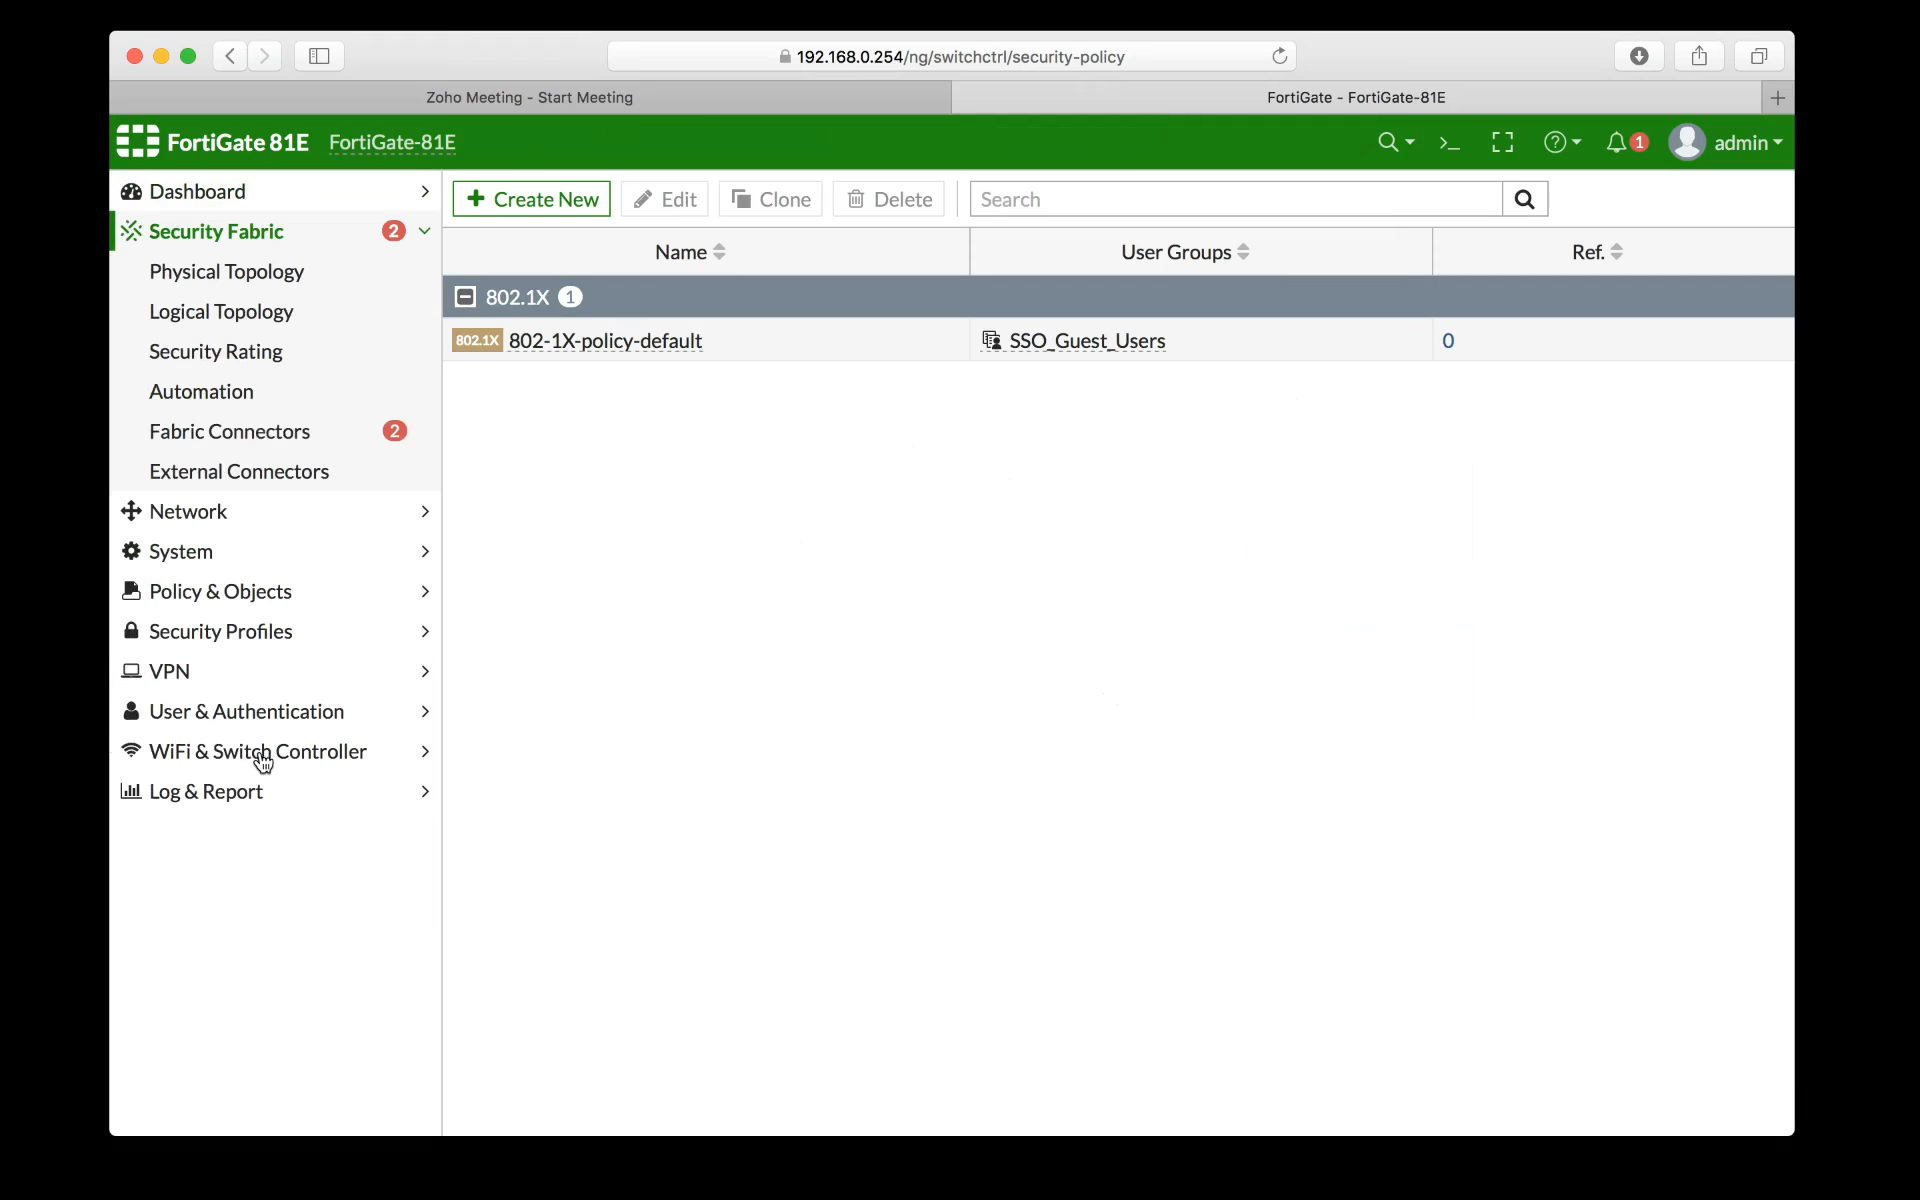 192.168.0.254/ng/switchctrl/security-policy
Zoho Meeting - Start Meeting
FortiGate - FortiGate-81E
FortiGate 81E
FortiGate-81E
1
admin
Dashboard
Security Fabric
2
Physical Topology
Logical Topology
Security Rating
Automation
Fabric Connectors
2
External Connectors
Network
System
Policy & Objects
Security Profiles
VPN
User & Authentication
WiFi & Switch Controller
Log & Report
Create New
Edit
Clone
Delete
Search
Name
User Groups
Ref.
802.1X 1
802.1X 802-1X-policy-default
SSO_Guest_Users
0